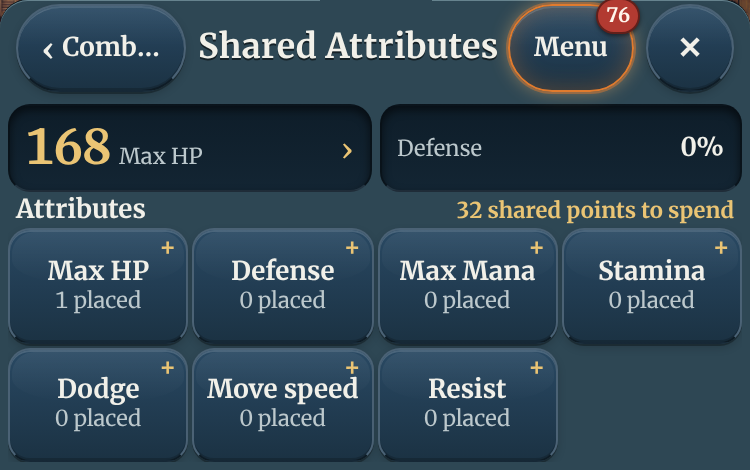 ‹ Comb...
Shared Attributes
Menu
76
×
168 Max HP ›
Defense 0%
Attributes
32 shared points to spend
+
Max HP
1 placed
+
Defense
0 placed
+
Max Mana
0 placed
+
Stamina
0 placed
+
Dodge
0 placed
+
Move speed
0 placed
+
Resist
0 placed